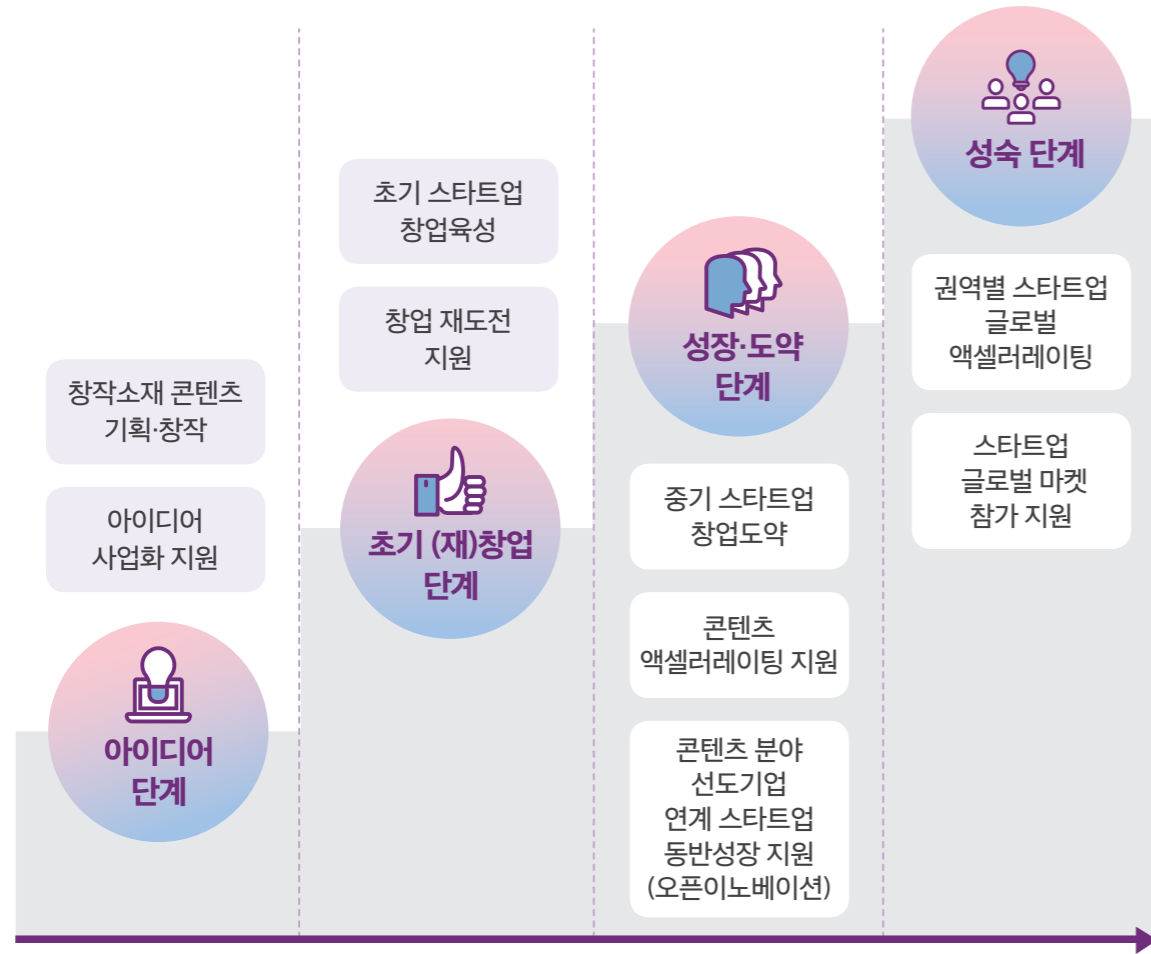 창작소재 콘텐츠
기획·창작
아이디어
사업화 지원
아이디어
단계
초기 스타트업
창업육성
창업 재도전
지원
초기 (재)창업
단계
성장·도약
단계
중기 스타트업
창업도약
콘텐츠
액셀러레이팅 지원
콘텐츠 분야
선도기업
연계 스타트업
동반성장 지원
(오픈이노베이션)
성숙 단계
권역별 스타트업
글로벌
액셀러레이팅
스타트업
글로벌 마켓
참가 지원